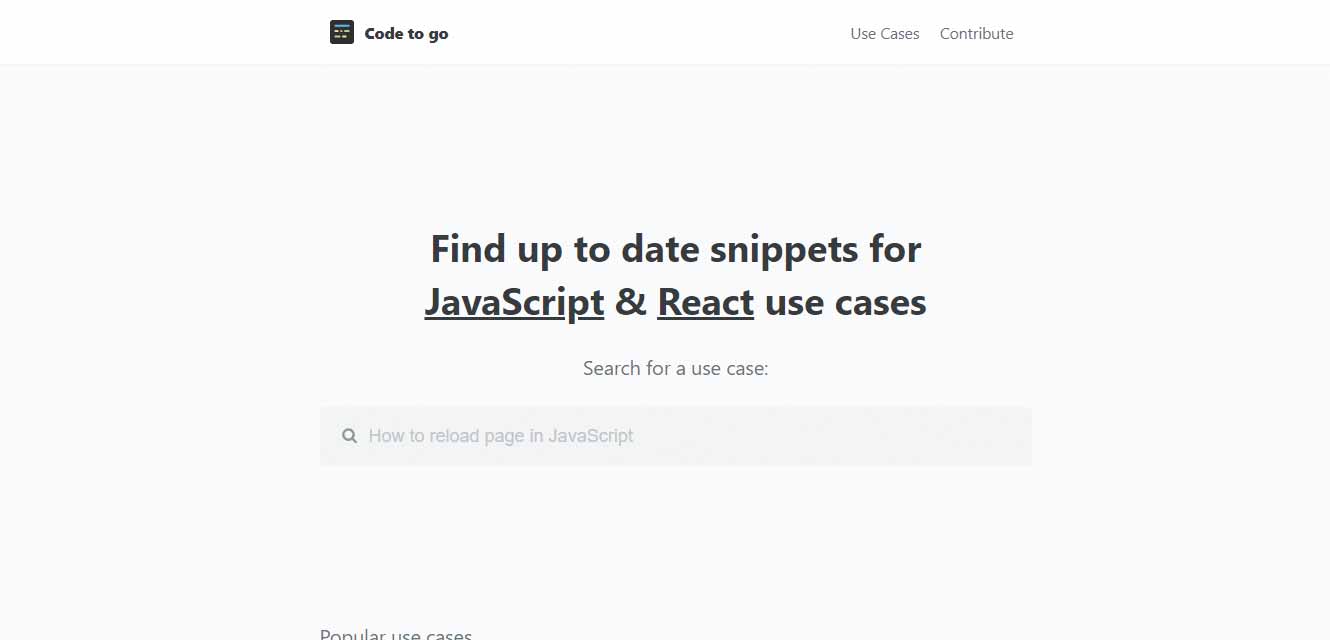 Code to go
Use Cases
Contribute
Find up to date snippets for
JavaScript & React use cases
Search for a use case:
How to reload page in JavaScript
Popular use cases